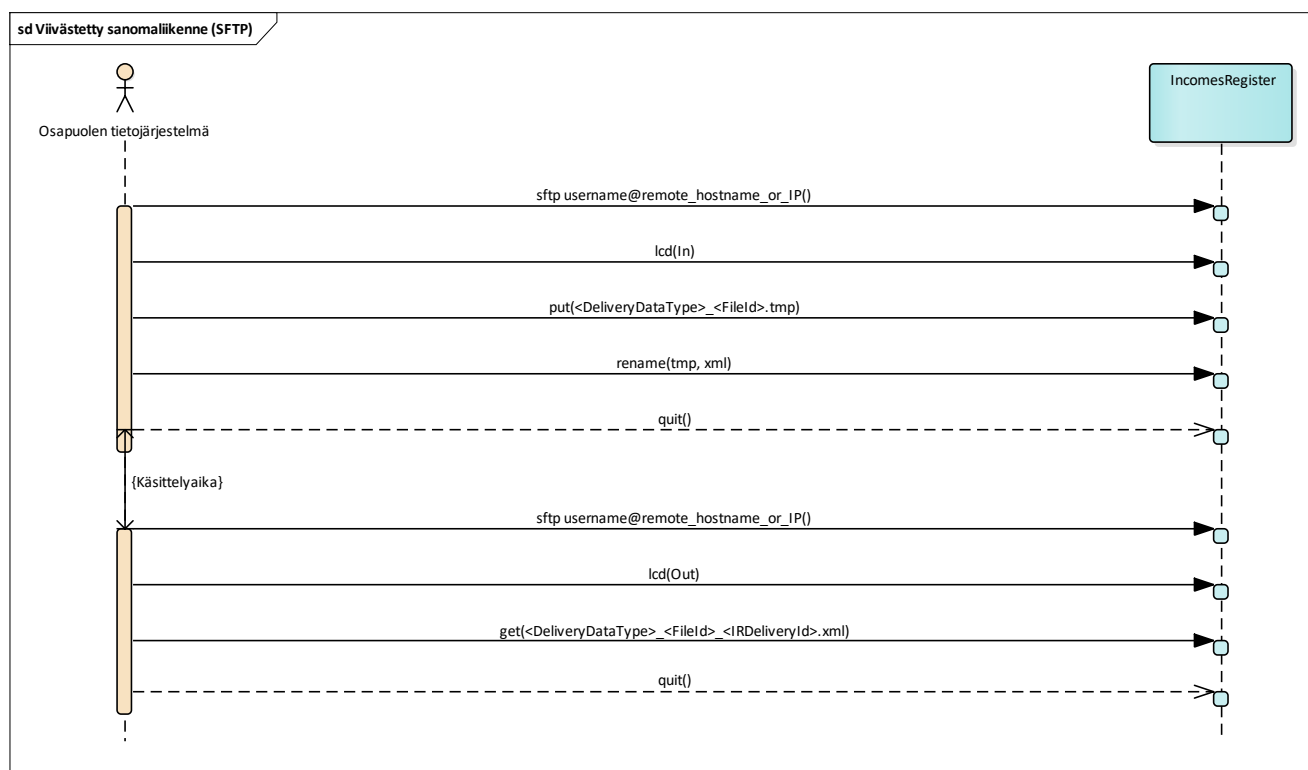 sd Viivästetty sanomaliikenne (SFTP)
IncomesRegister
Osapuolen tietojärjestelmä
sftp username@remote_hostname_or_IP()
lcd(In)
put(<DeliveryDataType>_<FileId>.tmp)
rename(tmp, xml)
quit()
{Käsittelyaika}
sftp username@remote_hostname_or_IP()
lcd(Out)
get(<DeliveryDataType>_<FileId>_<IRDeliveryId>.xml)
quit()